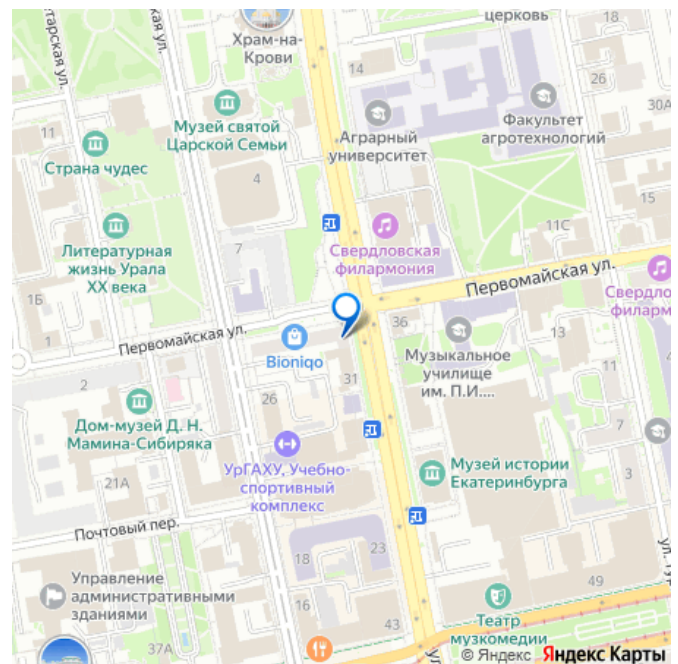 церковь
Храм-на-
Крови
14
26
30А
Музей святой
Царской Семьи
Аграрный
университет
Факультет
агротехнологий
11
Страна чудес
4
15
11С
Свердловская
филармония
Литературная
жизнь Урала
XX века
7
Первомайская ул.
1Б
1
Первомайская ул.
Bioniqo
36
Музыкальное
училище
им. П.И....
13
31
2
26
Дом-музей Д. Н.
Мамина-Сибиряка
УрГАХУ, Учебно-
спортивный
комплекс
7
3
Музей истории
Екатеринбурга
21А
Почтовый пер.
23
18
Управление
административными
зданиями
16
49
43
37А
Театр
музкомедии
© Яндекс Яндекс Карты